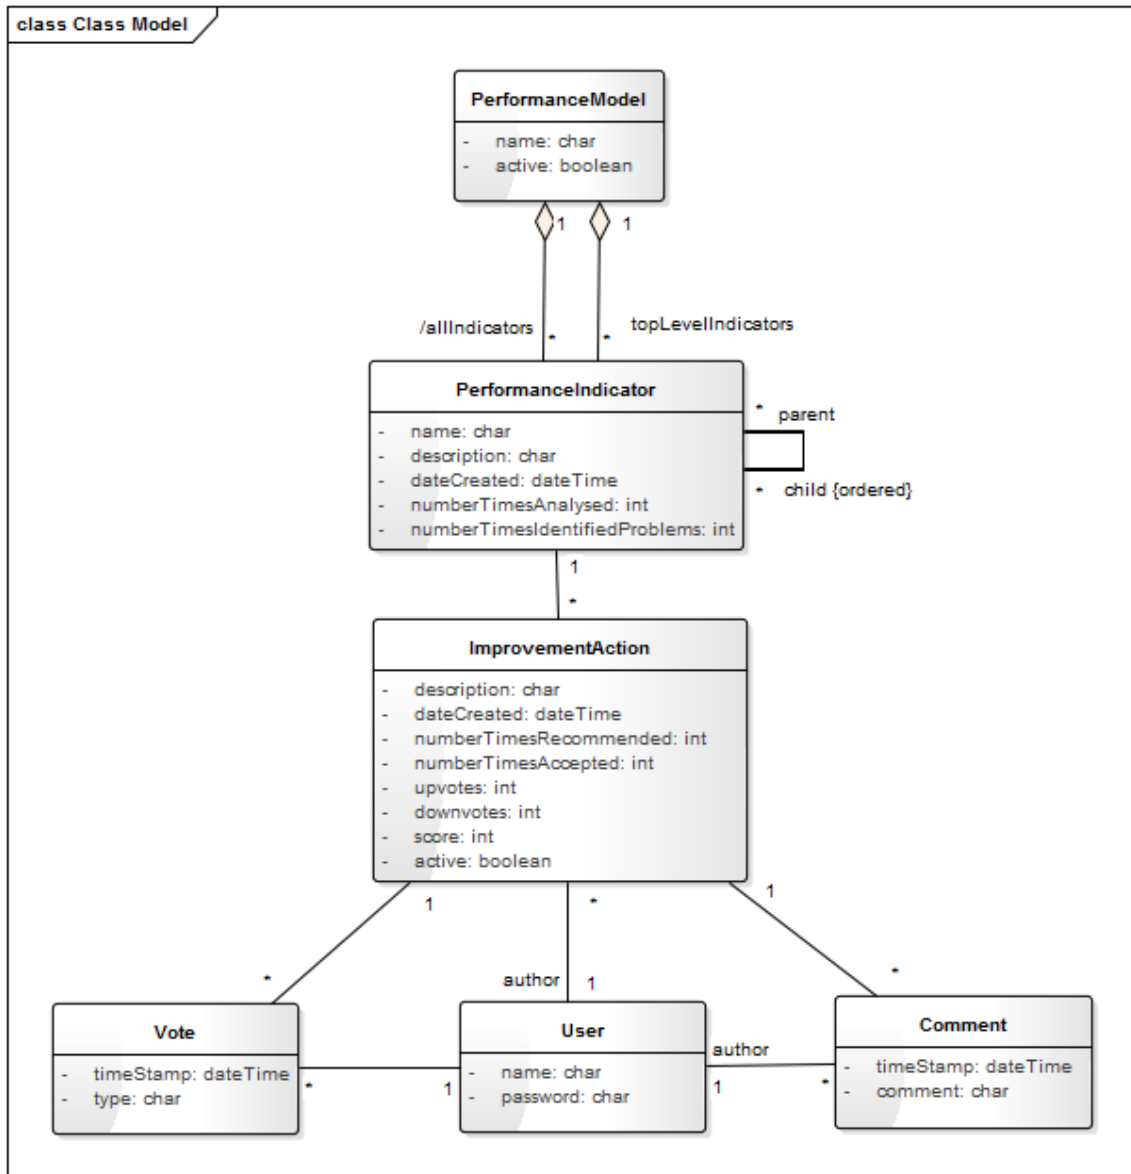 class Class Model
PerformanceModel
- name: char
- active: boolean
1
1
/allIndicators
*
*
topLevelIndicators
PerformanceIndicator
- name: char
- description: char
- dateCreated: dateTime
- numberTimesAnalysed: int
- numberTimesIdentifiedProblems: int
*
parent
*
child {ordered}
1
*
ImprovementAction
- description: char
- dateCreated: dateTime
- numberTimesRecommended: int
- numberTimesAccepted: int
- upvotes: int
- downvotes: int
- score: int
- active: boolean
1
*
1
*
author
1
*
Vote
- timeStamp: dateTime
- type: char
*
1
User
- name: char
- password: char
author
1
*
Comment
- timeStamp: dateTime
- comment: char